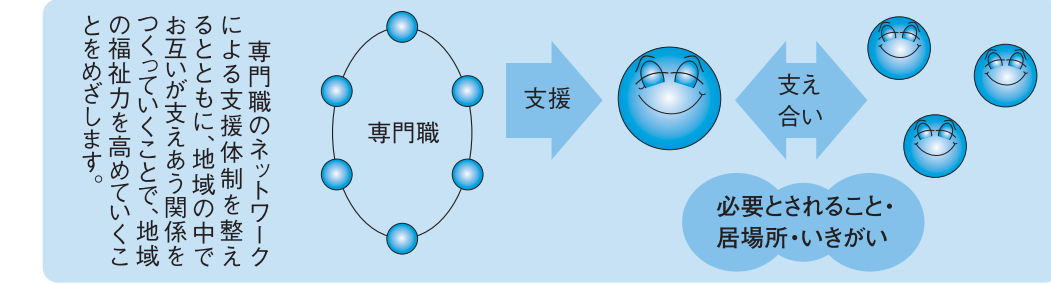 専門職のネットワーク
による支援体制を整え
るとともに、地域の中で
お互いが支えあう関係を
つくっていくことで、地域
の福祉力を高めていくこ
とをめざします。
専門職
支援
支え
合い
必要とされること・
居場所・いきがい